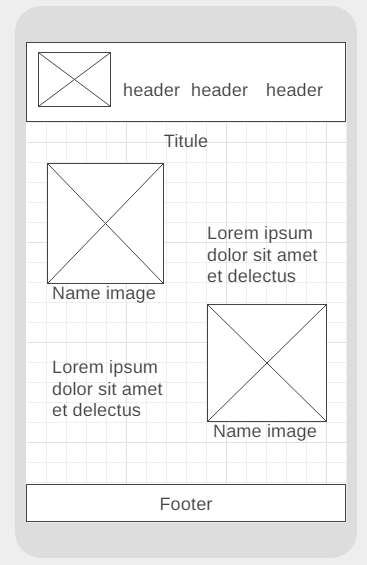 header header header
Titule
Lorem ipsum
dolor sit amet
et delectus
Name image
Lorem ipsum
dolor sit amet
et delectus
Name image
Footer